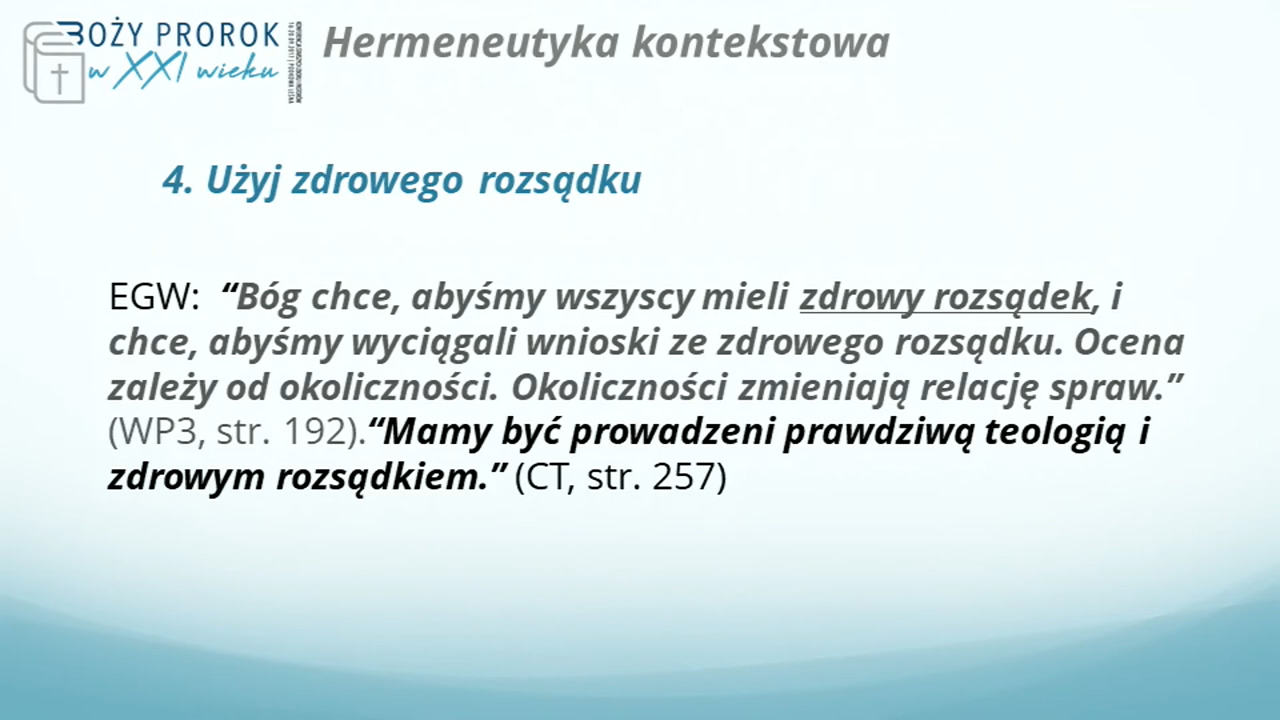 BOŻY PROROK
w XXI wieku
Hermeneutyka kontekstowa
4. Użyj zdrowego rozsądku
EGW: “Bóg chce, abyśmy wszyscy mieli zdrowy rozsądek, i
chce, abyśmy wyciągali wnioski ze zdrowego rozsądku. Ocena
zależy od okoliczności. Okoliczności zmieniają relację spraw.”
(WP3, str. 192).“Mamy być prowadzeni prawdziwą teologią i
zdrowym rozsądkiem.” (CT, str. 257)